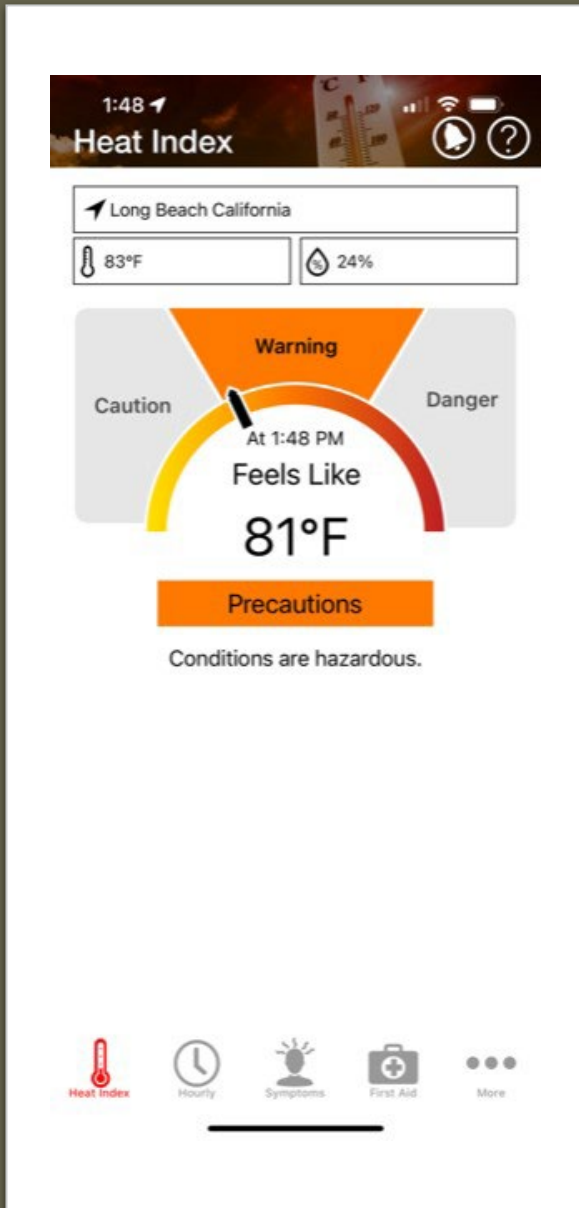 1:48
Heat Index
Long Beach California
83°F
% 24%
Warning
Caution
Danger
At 1:48 PM
Feels Like
81°F
Precautions
Conditions are hazardous.
Heat Index
Hourly
Symptoms
First Aid
More